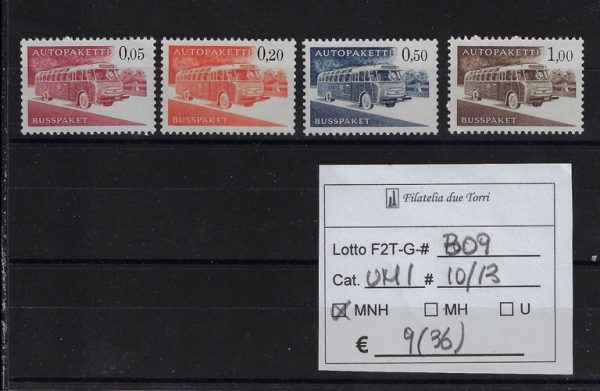 AUTOPAKETTI 0,05
BUSSPAKET
AUTOPAKETTI 0,20
BUSSPAKET
AUTOPAKETTI 0,50
BUSSPAKET
AUTOPAKETTI 1,00
BUSSPAKET
Filatelia due Torri
Lotto F2T-G-# B09
Cat. UM1 # 10/13
MNH MH U
€ 9(36)